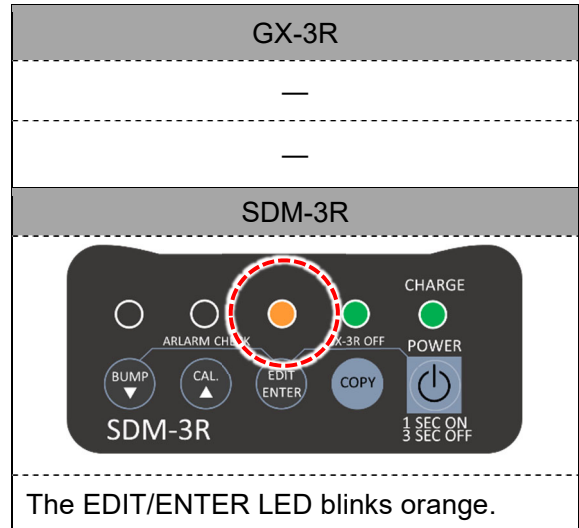 GX-3R
—
—
SDM-3R
CHARGE
ARLARM CHECK GX-3R OFF POWER
BUMP CAL. EDIT COPY
▼ ▲ ENTER
SDM-3R 1 SEC ON
3 SEC OFF
The EDIT/ENTER LED blinks orange.